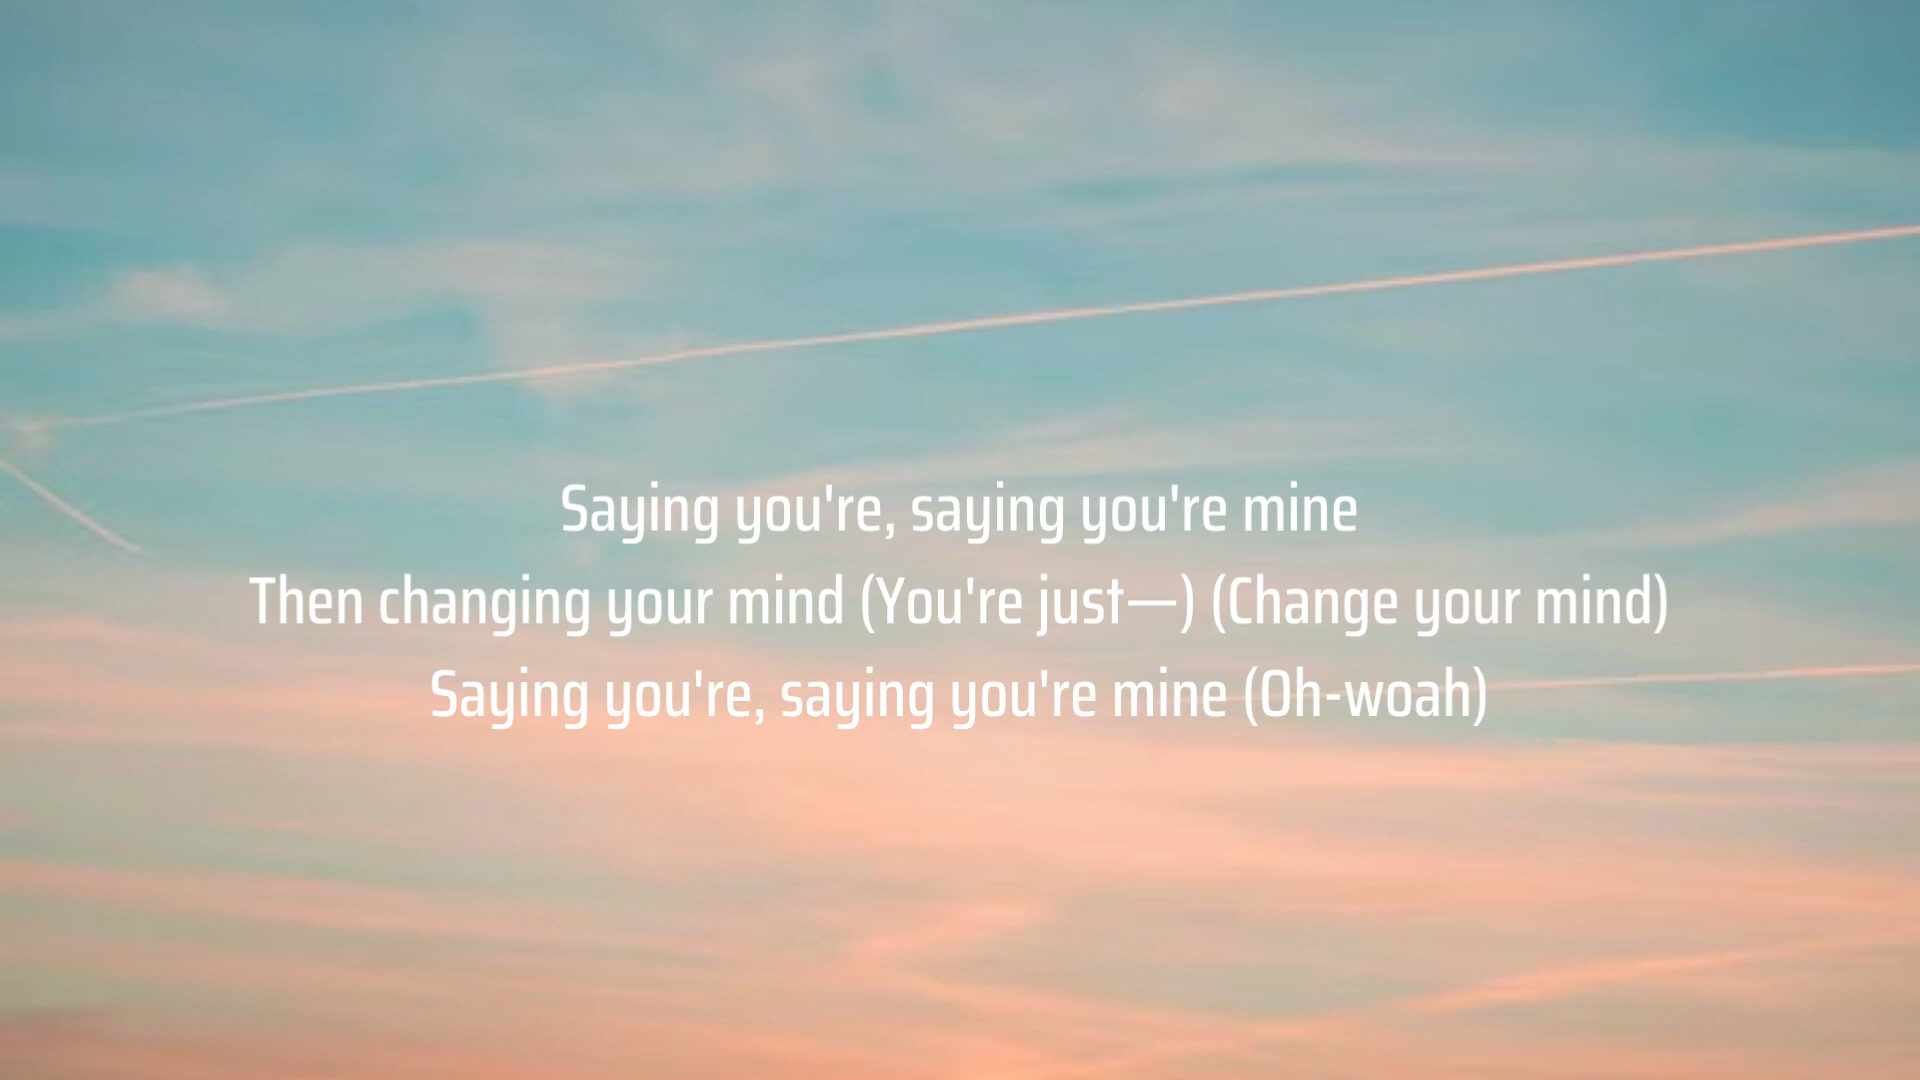 Saying you're, saying you're mine
Then changing your mind (You're just—) (Change your mind)
Saying you're, saying you're mine (Oh-woah)